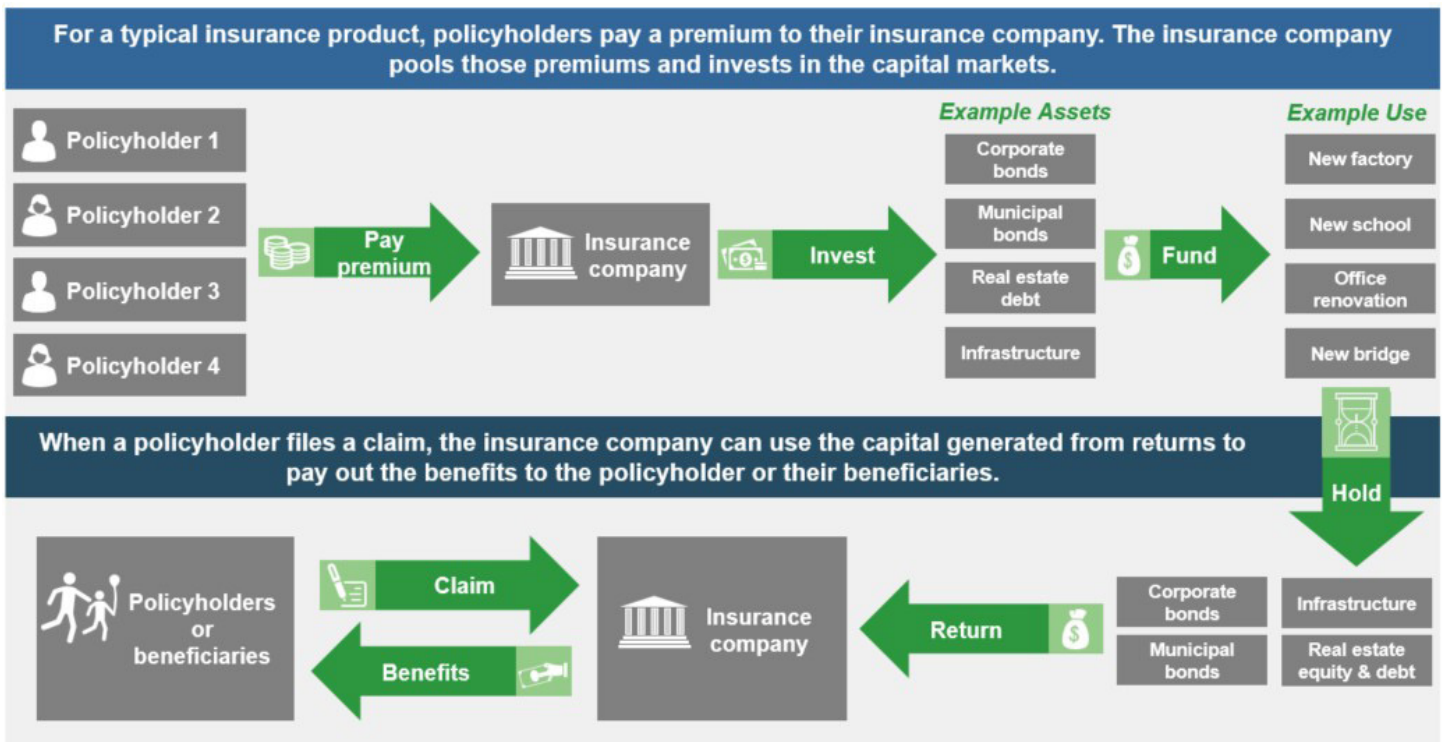 For a typical insurance product, policyholders pay a premium to their insurance company. The insurance company
pools those premiums and invests in the capital markets.
Policyholder 1
Policyholder 2
Policyholder 3
Policyholder 4
Pay
premium
Insurance
company
Invest
Example Assets
Corporate
bonds
Municipal
bonds
Real estate
debt
Infrastructure
Fund
Example Use
New factory
New school
Office
renovation
New bridge
When a policyholder files a claim, the insurance company can use the capital generated from returns to
pay out the benefits to the policyholder or their beneficiaries.
Hold
Policyholders
or
beneficiaries
Claim
Benefits
Insurance
company
Return
Corporate
bonds
Infrastructure
Municipal
bonds
Real estate
equity & debt